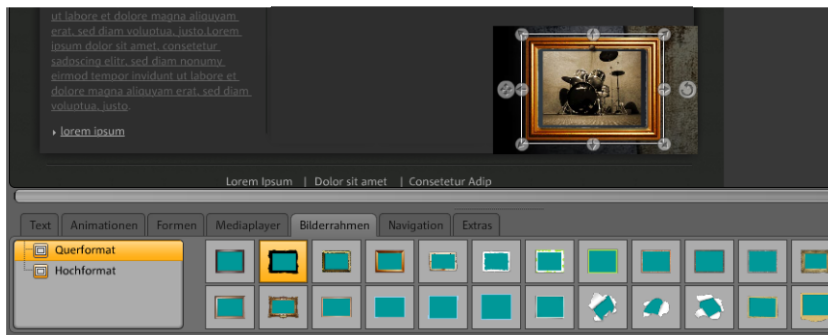 ut labore et dolore magna aliquyam
erat, sed diam voluptua, justo.Lorem
ipsum dolor sit amet, consetetur
sadipscing elitr, sed diam nonumy
eirmod tempor invidunt ut labore et
dolore magna aliquyam erat, sed diam
voluptua, justo.
lorem ipsum
Lorem Ipsum | Dolor sit amet | Consetetur Adip
Text Animationen Formen Mediaplayer Bilderrahmen Navigation Extras
Querformat
Hochformat